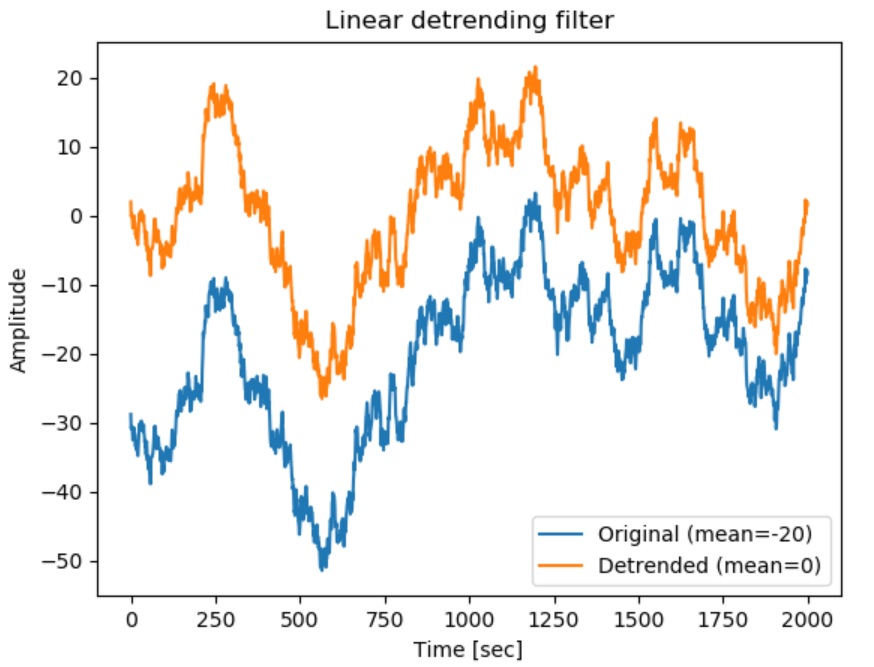 Linear detrending filter
Amplitude
20
10
0
−10
−20
−30
−40
−50
Original (mean=-20)
Detrended (mean=0)
0 250 500 750 1000 1250 1500 1750 2000
Time [sec]